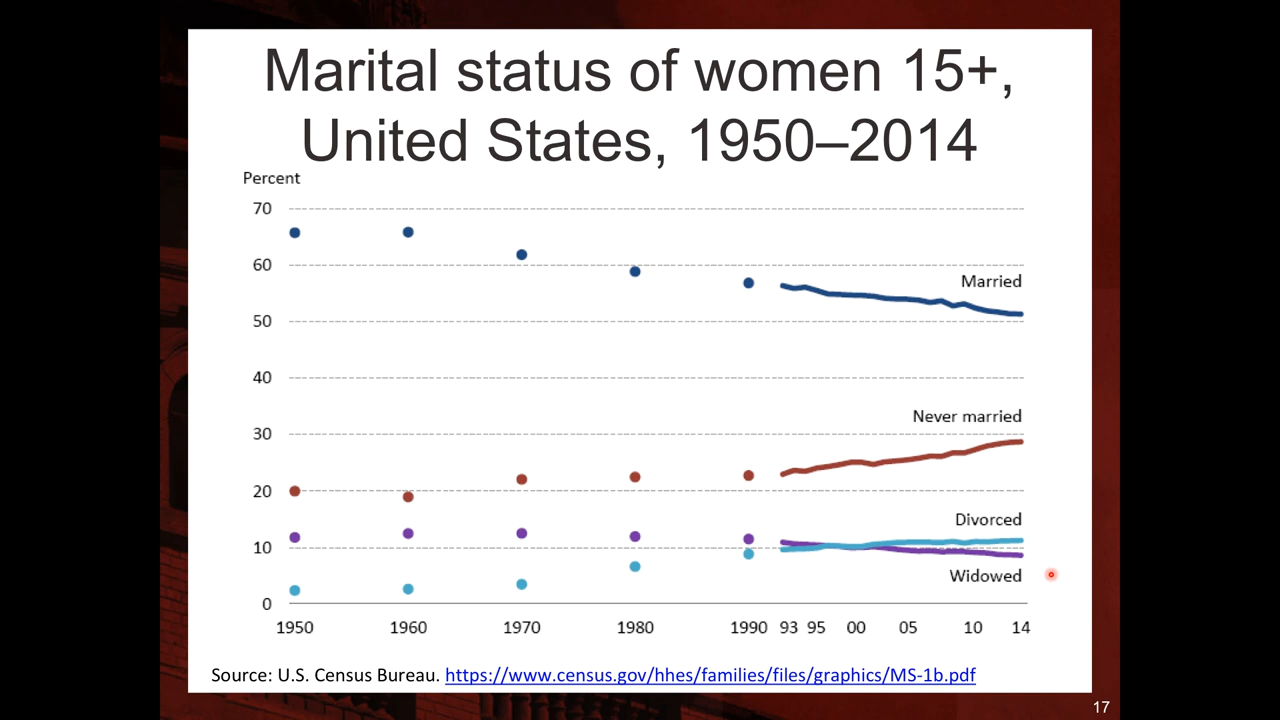 Marital status of women 15+,
United States, 1950–2014
Percent
70
60
Married
50
40
Never married
30
20
Divorced
10
Widowed
0
1950 1960 1970 1980 1990 93 95 00 05 10 14
Source: U.S. Census Bureau. https://www.census.gov/hhes/families/files/graphics/MS-1b.pdf
17